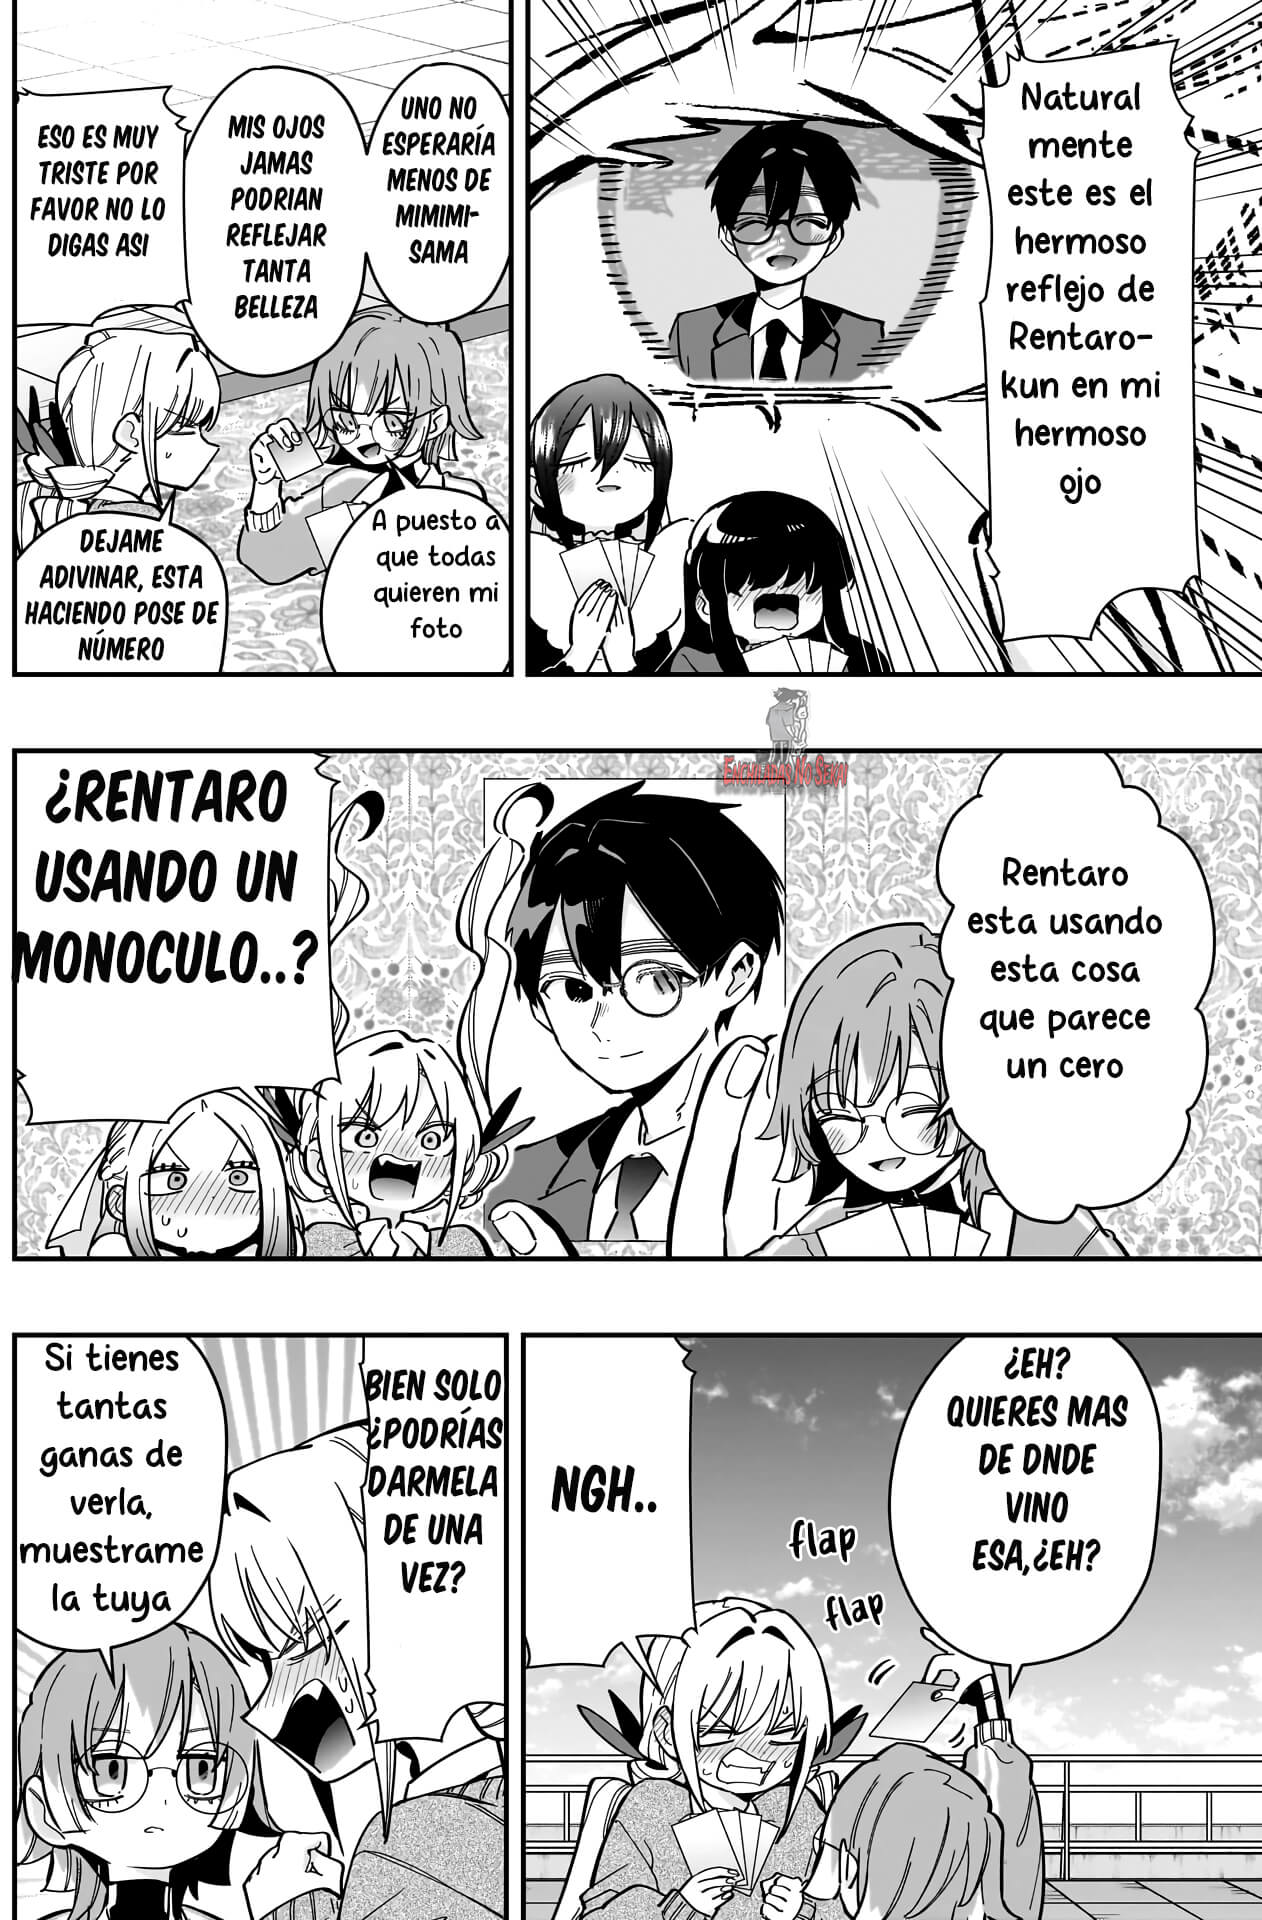 Natural
mente
este es el
hermoso
reflejo de
Rentaro-
kun en mi
hermoso
ojo
UNO NO
ESPERARÍA
MENOS DE
MIMIMI-
SAMA
MIS OJOS
JAMAS
PODRIAN
REFLEJAR
TANTA
BELLEZA
ESO ES MUY
TRISTE POR
FAVOR NO LO
DIGAS ASI
A puesto a
que todas
quieren mi
foto
DEJAME
ADIVINAR, ESTA
HACIENDO POSE DE
NÚMERO
ENCHILADAS NO SEXAI
Rentaro
esta usando
esta cosa
que parece
un cero
¿RENTARO
USANDO UN
MONOCULO..?
¿EH?
QUIERES MAS
DE DNDE
VINO
ESA,¿EH?
flap
flap
NGH..
BIEN SOLO
¿PODRÍAS
DARMELA
DE UNA
VEZ?
Si tienes
tantas
ganas de
verla,
muestrame
la tuya